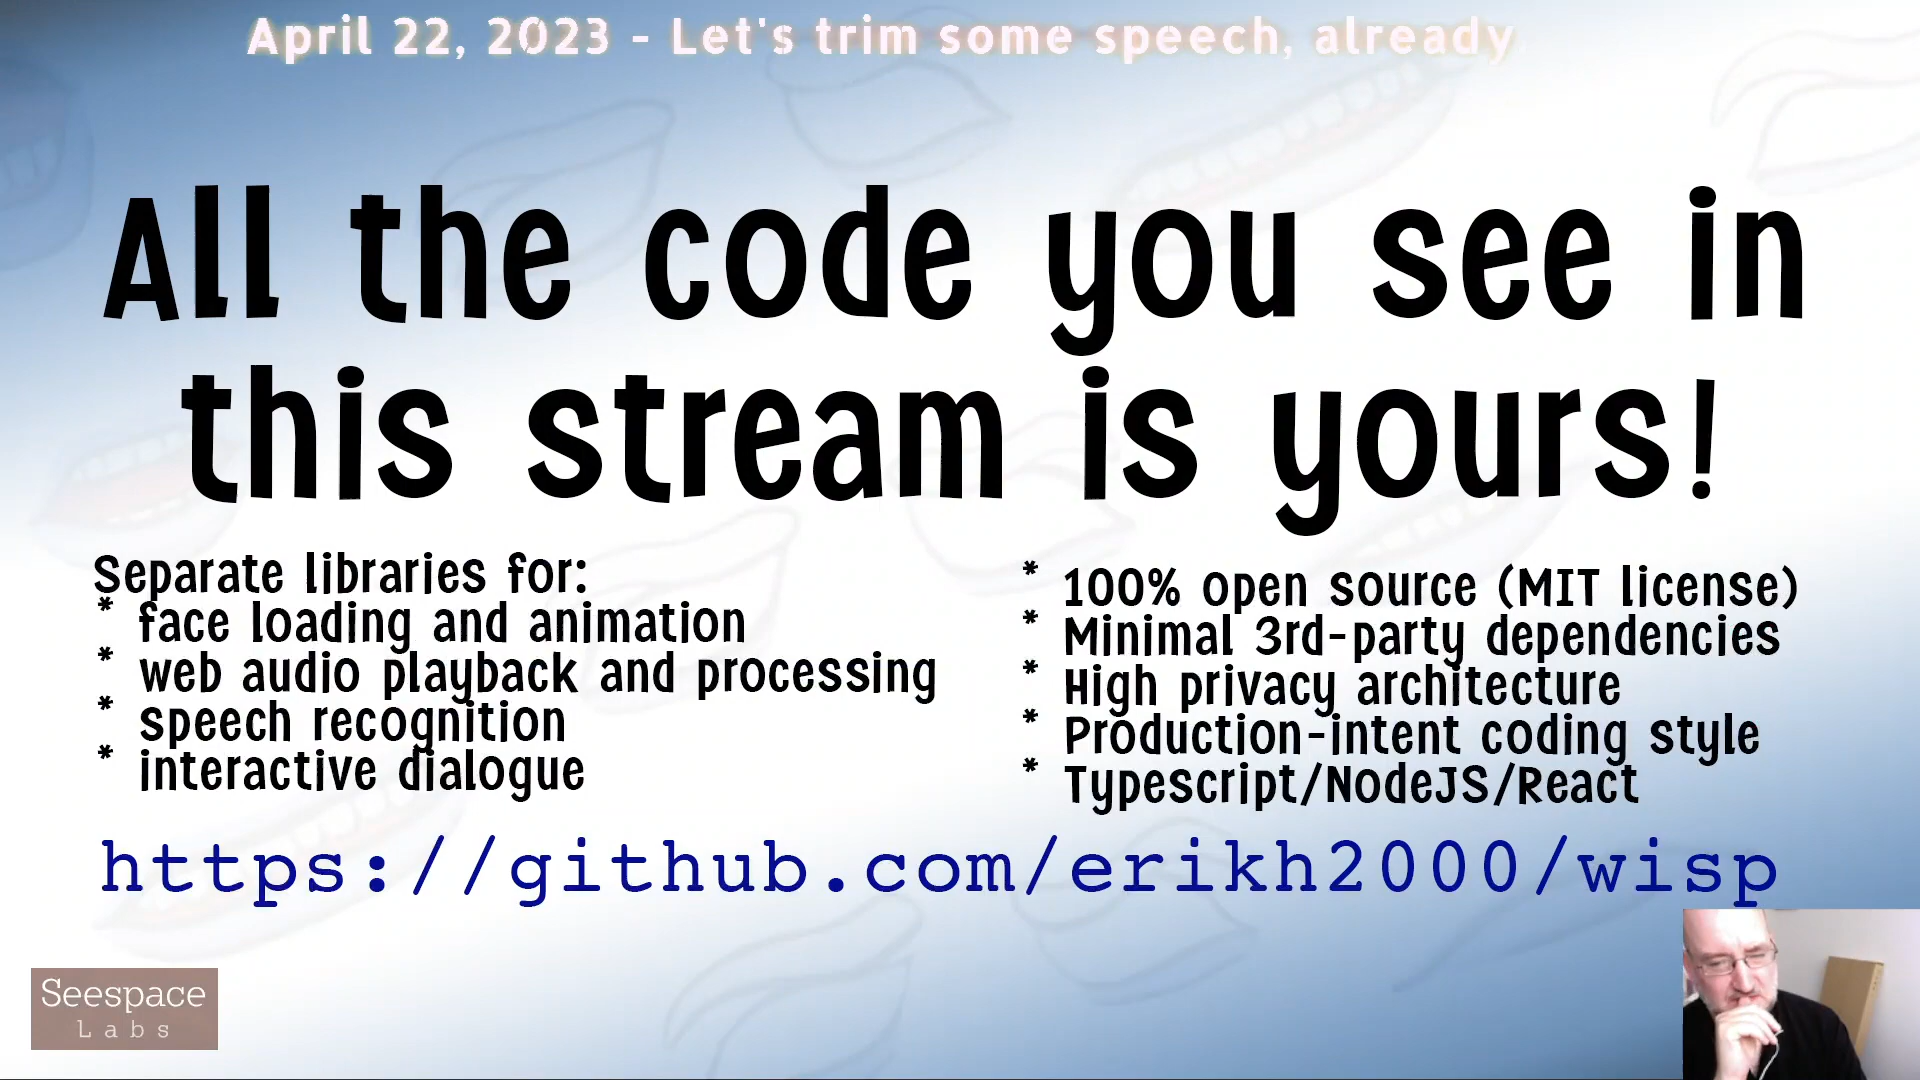 April 22, 2023 - Let's trim some speech, already
All the code you see in
this stream is yours!
Separate libraries for:
* face loading and animation
* web audio playback and processing
* speech recognition
* interactive dialogue
* 100% open source (MIT license)
* Minimal 3rd-party dependencies
* High privacy architecture
* Production-intent coding style
* Typescript/NodeJS/React
https://github.com/erikh2000/wisp
Seespace
Labs